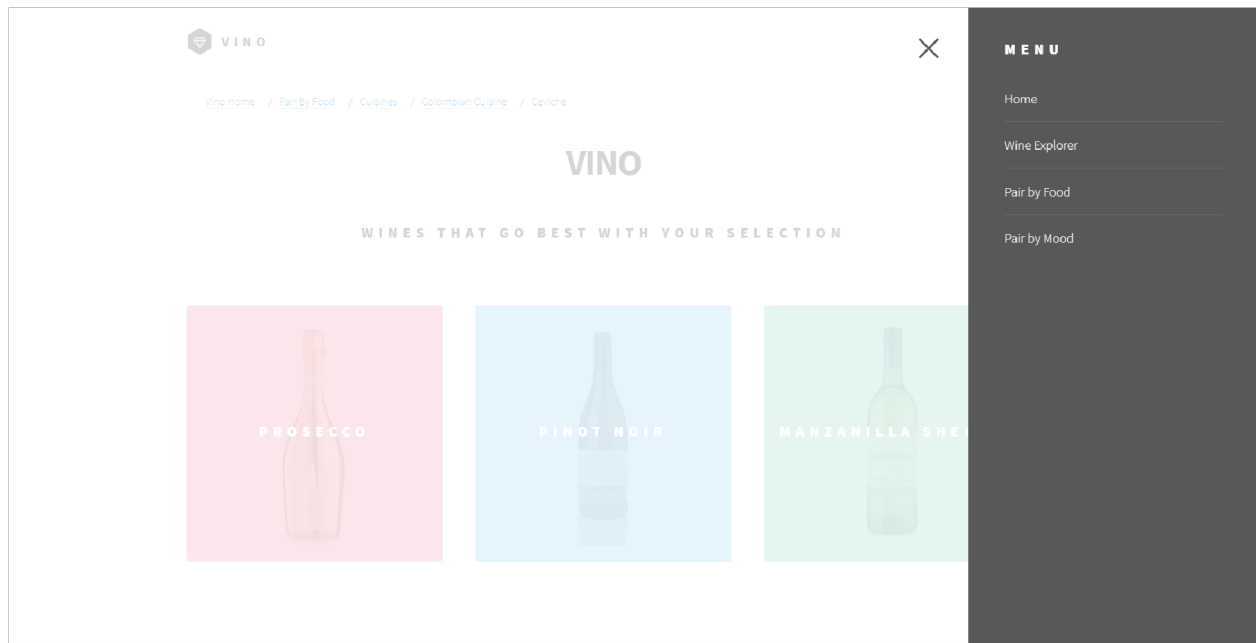 VINO
MENU
Home
Wine Explorer
Pair by Food
Pair by Mood
Vino Home / Pair By Food / Cuisines / Colombian Cuisine / Ceviche
VINO
WINES THAT GO BEST WITH YOUR SELECTION
PROSECCO
PINOT NOIR
MANZANILLA SHE